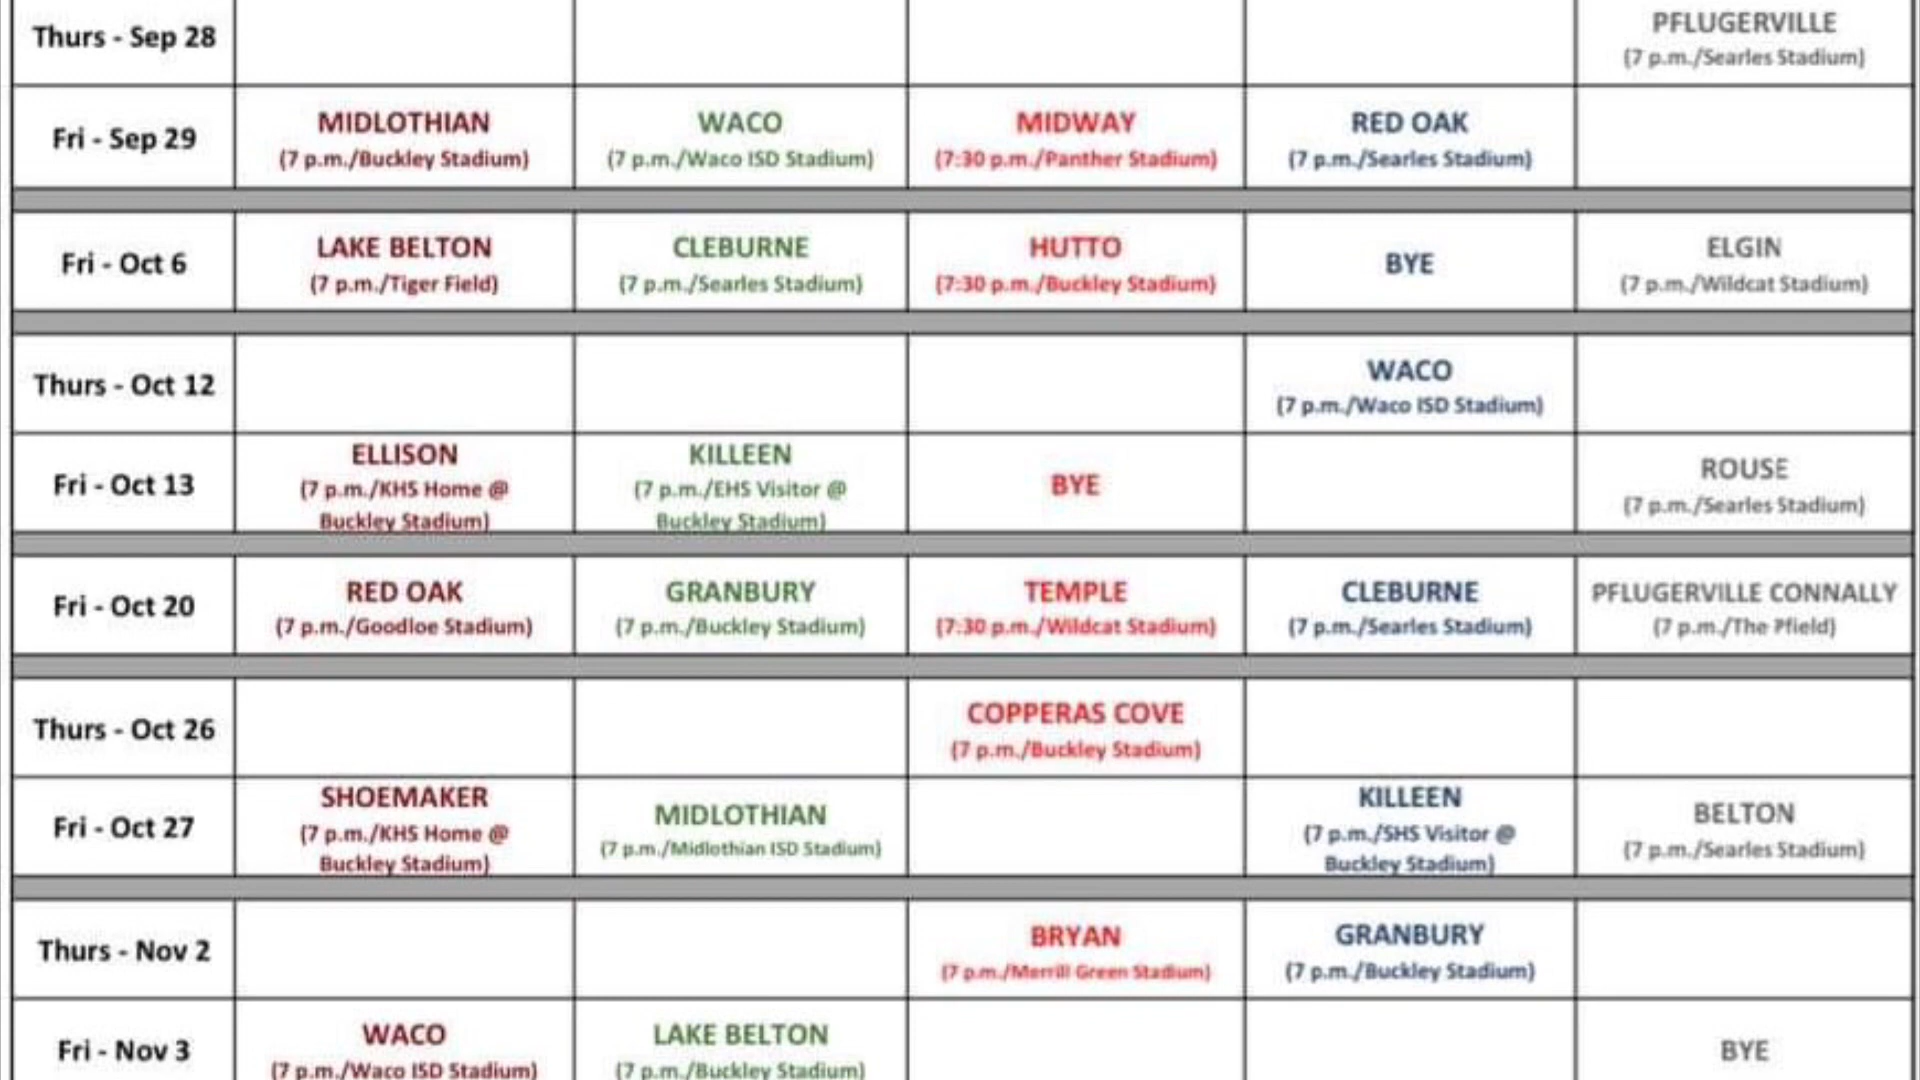 Thurs - Sep 28
PFLUGERVILLE
(7 p.m./Searles Stadium)
Fri - Sep 29
MIDLOTHIAN
(7 p.m./Buckley Stadium)
WACO
(7 p.m./Waco ISD Stadium)
MIDWAY
(7:30 p.m./Panther Stadium)
RED OAK
(7 p.m./Searles Stadium)
Fri - Oct 6
LAKE BELTON
(7 p.m./Tiger Field)
CLEBURNE
(7 p.m./Searles Stadium)
HUTTO
(7:30 p.m./Buckley Stadium)
BYE
ELGIN
(7 p.m./Wildcat Stadium)
Thurs - Oct 12
WACO
(7 p.m./Waco ISD Stadium)
Fri - Oct 13
ELLISON
(7 p.m./KHS Home @
Buckley Stadium)
KILLEEN
(7 p.m./EHS Visitor @
Buckley Stadium)
BYE
ROUSE
(7 p.m./Searles Stadium)
Fri - Oct 20
RED OAK
(7 p.m./Goodloe Stadium)
GRANBURY
(7 p.m./Buckley Stadium)
TEMPLE
(7:30 p.m./Wildcat Stadium)
CLEBURNE
(7 p.m./Searles Stadium)
PFLUGERVILLE CONNALLY
(7 p.m./The Pfield)
Thurs - Oct 26
COPPERAS COVE
(7 p.m./Buckley Stadium)
Fri - Oct 27
SHOEMAKER
(7 p.m./KHS Home @
Buckley Stadium)
MIDLOTHIAN
(7 p.m./Midlothian ISD Stadium)
KILLEEN
(7 p.m./SHS Visitor @
Buckley Stadium)
BELTON
(7 p.m./Searles Stadium)
Thurs - Nov 2
BRYAN
(7 p.m./Merrill Green Stadium)
GRANBURY
(7 p.m./Buckley Stadium)
Fri - Nov 3
WACO
(7 p.m./Waco ISD Stadium)
LAKE BELTON
(7 p.m./Buckley Stadium)
BYE